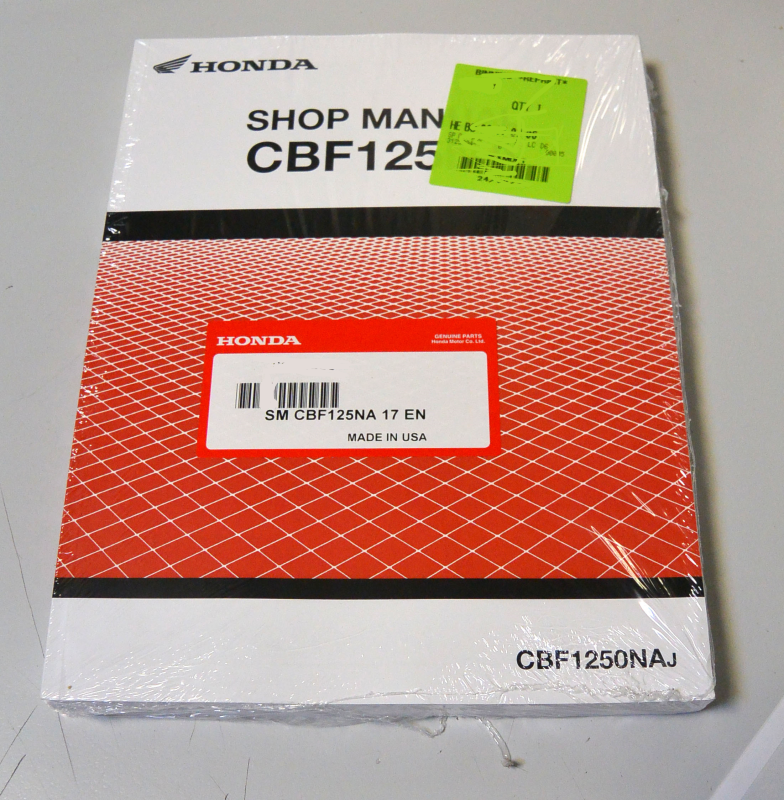 HONDA
SHOP MAN
CBF125
QTY 1
HONDA
GENUINE PARTS
Honda Motor Co., Ltd.
SM CBF125NA 17 EN
MADE IN USA
CBF1250NAJ